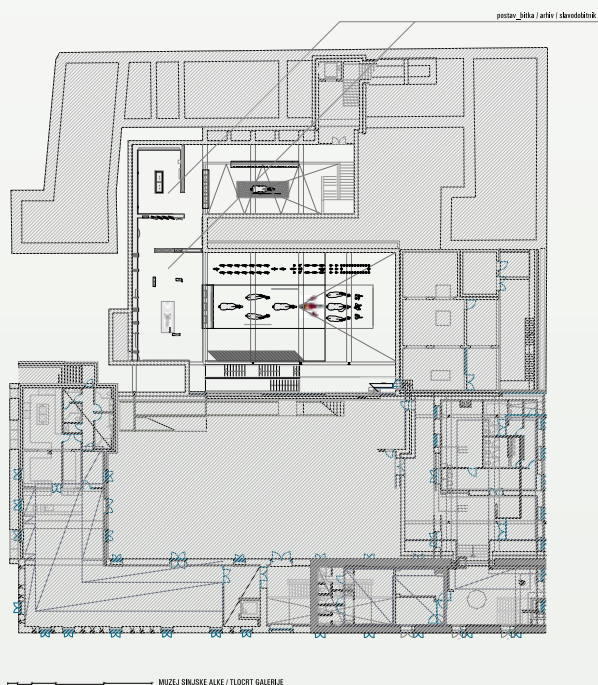 postav_bitka / arhiv / slavodobitnik
MUZEJ SINJSKE ALKE / TLOCRT GALERIJE